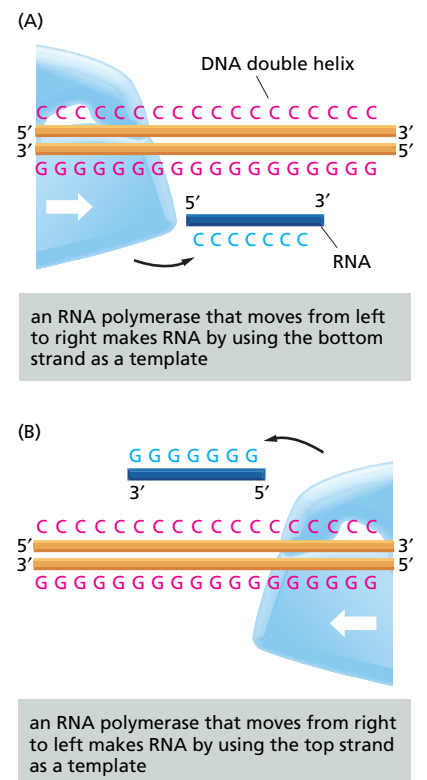 (A)
DNA double helix
C C C C C C C C C C C C C C C C C C
5′ 3′
3′ 5′
G G G G G G G G G G G G G G G G G G
5′ 3′
C C C C C C C
RNA
an RNA polymerase that moves from left
to right makes RNA by using the bottom
strand as a template
(B)
G G G G G G G
3′ 5′
C C C C C C C C C C C C C C C C C C
5′ 3′
3′ 5′
G G G G G G G G G G G G G G G G G G
an RNA polymerase that moves from right
to left makes RNA by using the top strand
as a template